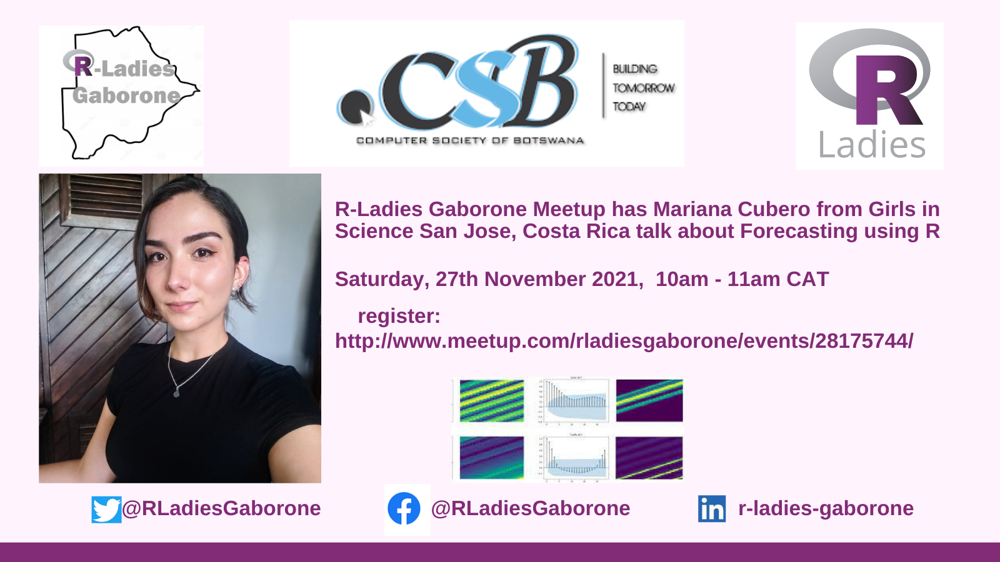 R-Ladies
Gaborone
CSB
COMPUTER SOCIETY OF BOTSWANA
BUILDING
TOMORROW
TODAY
R
Ladies
R-Ladies Gaborone Meetup has Mariana Cubero from Girls in
Science San Jose, Costa Rica talk about Forecasting using R
Saturday, 27th November 2021, 10am - 11am CAT
register:
http://www.meetup.com/rladiesgaborone/events/28175744/
@RLadiesGaborone
@RLadiesGaborone
in
r-ladies-gaborone